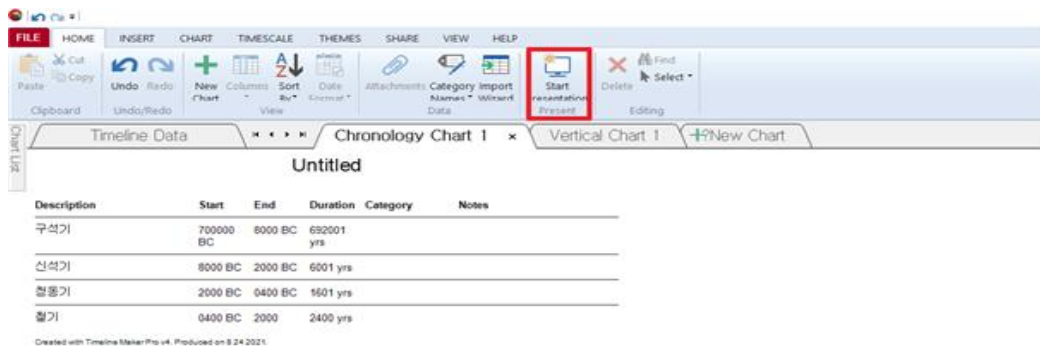 FILE HOME INSERT CHART TIMESCALE THEMES SHARE VIEW HELP
Paste Cut Copy Undo Redo New Chart Columns Sort By Date Format Attachments Category Names Import Wizard Start resentation Delete Find Select
Clipboard Undo/Redo View Data Present Editing
Chart List
Timeline Data Chronology Chart 1 × Vertical Chart 1 New Chart
Untitled
Description Start End Duration Category Notes
구석기 700000 BC 8000 BC 692001 yrs
신석기 8000 BC 2000 BC 6001 yrs
청동기 2000 BC 0400 BC 1601 yrs
철기 0400 BC 2000 2400 yrs
Created with Timeline Maker Pro v4. Produced on 8 24 2021.